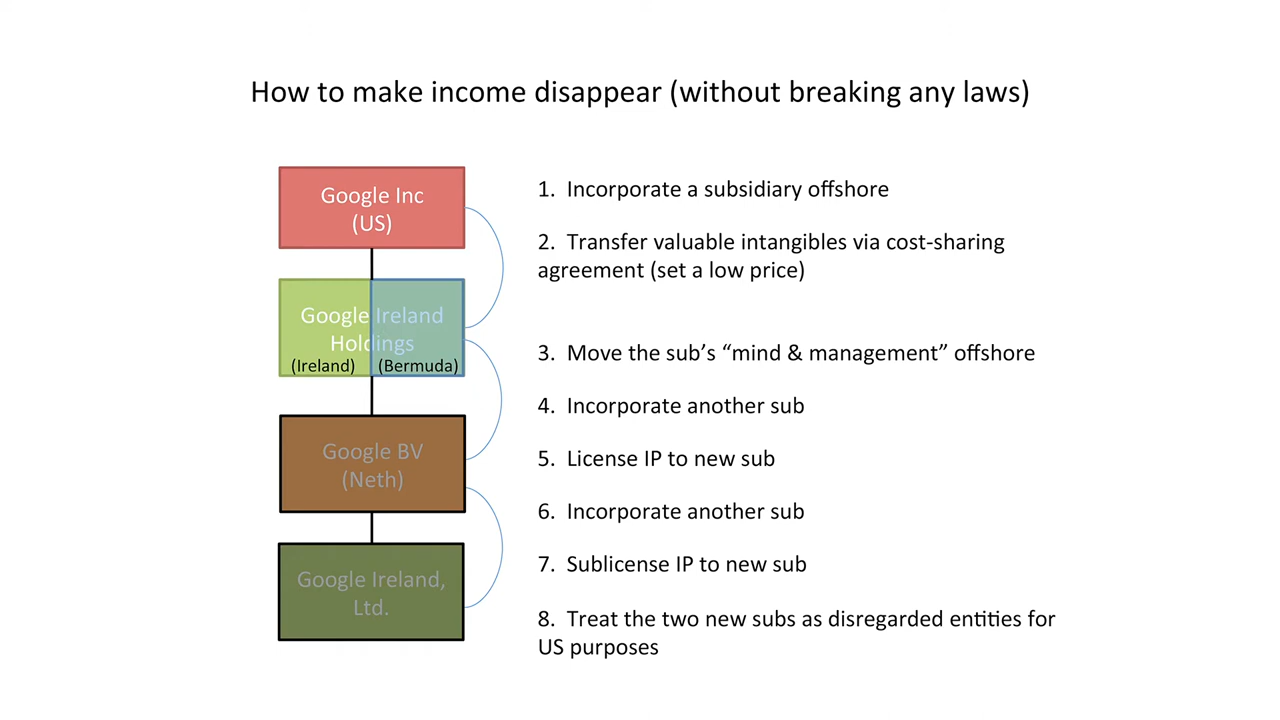 How to make income disappear (without breaking any laws)
Google Inc
(US)
Google Ireland
Holdings
(Ireland) (Bermuda)
Google BV
(Neth)
Google Ireland,
Ltd.
1. Incorporate a subsidiary offshore
2. Transfer valuable intangibles via cost-sharing
agreement (set a low price)
3. Move the sub’s “mind & management” offshore
4. Incorporate another sub
5. License IP to new sub
6. Incorporate another sub
7. Sublicense IP to new sub
8. Treat the two new subs as disregarded entities for
US purposes